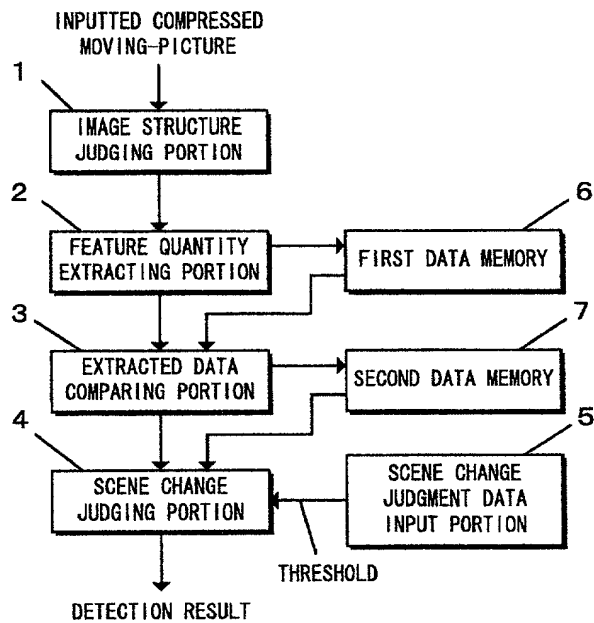 INPUTTED COMPRESSED
MOVING-PICTURE
1
IMAGE STRUCTURE
JUDGING PORTION
2
FEATURE QUANTITY
EXTRACTING PORTION
6
FIRST DATA MEMORY
3
EXTRACTED DATA
COMPARING PORTION
7
SECOND DATA MEMORY
4
SCENE CHANGE
JUDGING PORTION
5
SCENE CHANGE
JUDGMENT DATA
INPUT PORTION
THRESHOLD
DETECTION RESULT